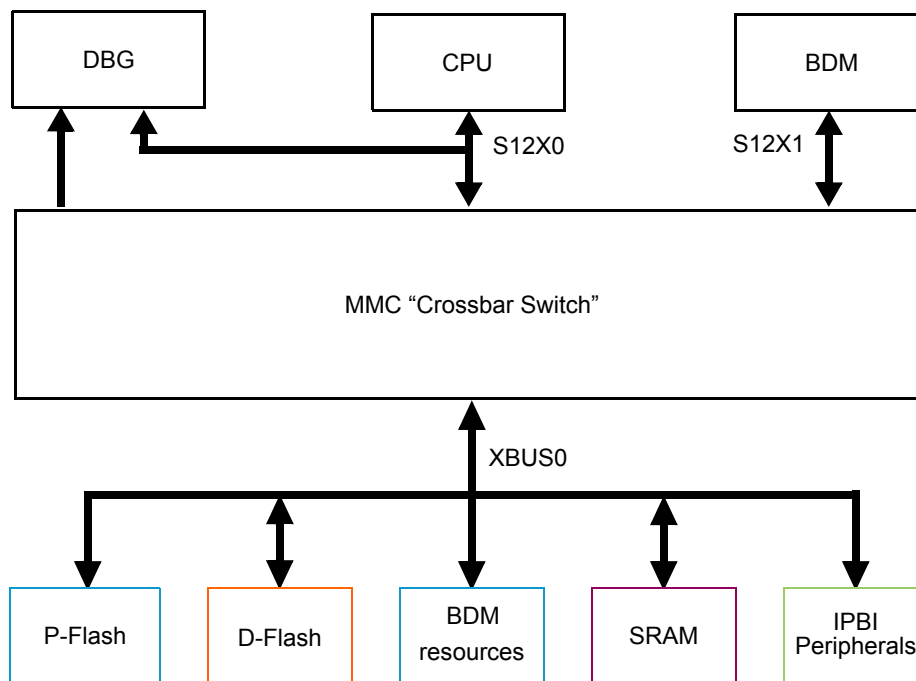 DBG
CPU
BDM
S12X0
S12X1
MMC “Crossbar Switch”
XBUS0
P-Flash
D-Flash
BDM
resources
SRAM
IPBI
Peripherals